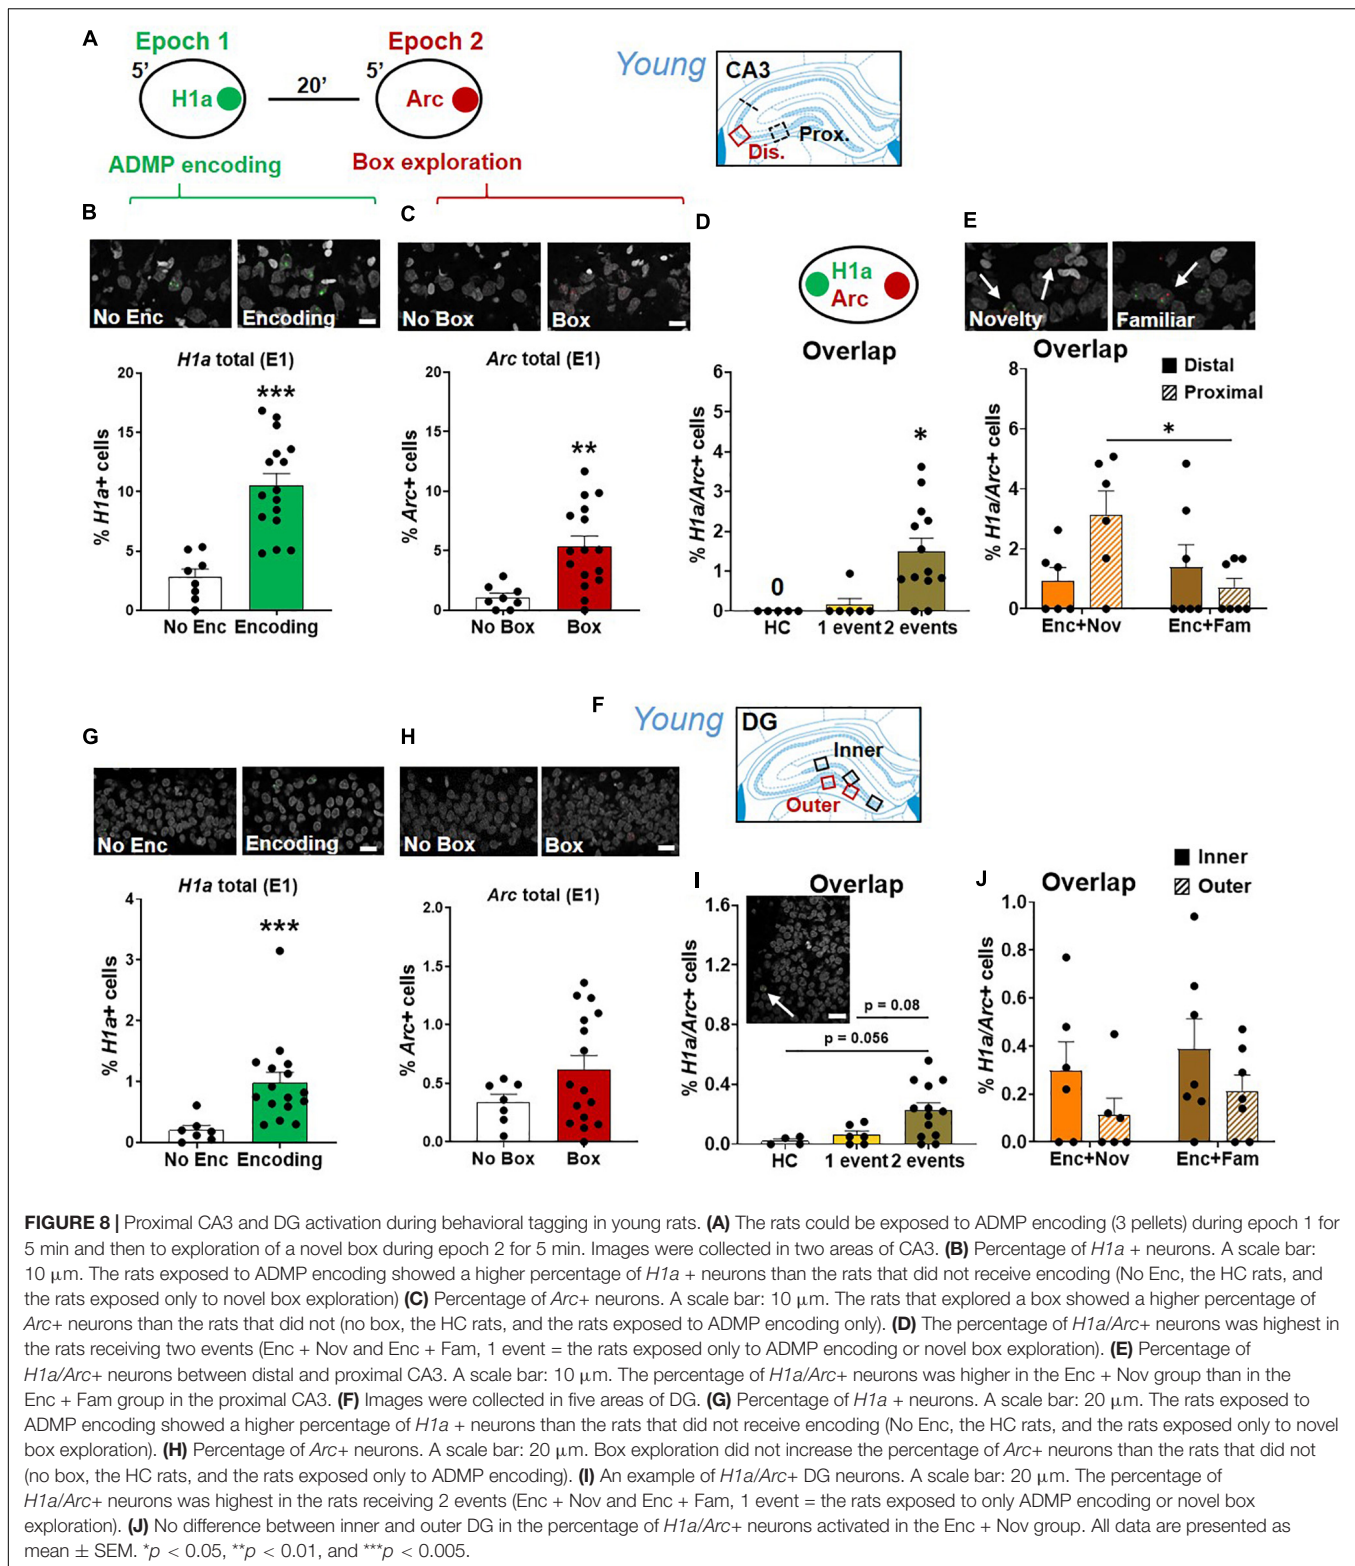 A
Epoch 1
Epoch 2
5'
H1a
20'
5'
Arc
ADMP encoding
Box exploration
Young
CA3
Prox.
Dis.
B
No Enc
Encoding
H1a total (E1)
% H1a+ cells
20
15
10
5
0
***
No Enc Encoding
C
No Box
Box
Arc total (E1)
% Arc+ cells
20
15
10
5
0
**
No Box Box
D
H1a
Arc
Overlap
% H1a/Arc+ cells
6
5
4
3
2
1
0
0
*
HC 1 event 2 events
E
Novelty
Familiar
Overlap
Distal
Proximal
% H1a/Arc+ cells
8
6
4
2
0
*
Enc+Nov Enc+Fam
F
Young
DG
Inner
Outer
G
No Enc
Encoding
H1a total (E1)
% H1a+ cells
4
3
2
1
0
***
No Enc Encoding
H
No Box
Box
Arc total (E1)
% Arc+ cells
2.0
1.5
1.0
0.5
0.0
No Box Box
I
Overlap
% H1a/Arc+ cells
1.6
1.2
0.8
0.4
0.0
p = 0.08
p = 0.056
HC 1 event 2 events
J
Overlap
Inner
Outer
% H1a/Arc+ cells
1.0
0.8
0.6
0.4
0.2
0.0
Enc+Nov Enc+Fam
FIGURE 8 | Proximal CA3 and DG activation during behavioral tagging in young rats. (A) The rats could be exposed to ADMP encoding (3 pellets) during epoch 1 for
5 min and then to exploration of a novel box during epoch 2 for 5 min. Images were collected in two areas of CA3. (B) Percentage of H1a + neurons. A scale bar:
10 μm. The rats exposed to ADMP encoding showed a higher percentage of H1a + neurons than the rats that did not receive encoding (No Enc, the HC rats, and
the rats exposed only to novel box exploration) (C) Percentage of Arc+ neurons. A scale bar: 10 μm. The rats that explored a box showed a higher percentage of
Arc+ neurons than the rats that did not (no box, the HC rats, and the rats exposed to ADMP encoding only). (D) The percentage of H1a/Arc+ neurons was highest in
the rats receiving two events (Enc + Nov and Enc + Fam, 1 event = the rats exposed only to ADMP encoding or novel box exploration). (E) Percentage of
H1a/Arc+ neurons between distal and proximal CA3. A scale bar: 10 μm. The percentage of H1a/Arc+ neurons was higher in the Enc + Nov group than in the
Enc + Fam group in the proximal CA3. (F) Images were collected in five areas of DG. (G) Percentage of H1a + neurons. A scale bar: 20 μm. The rats exposed to
ADMP encoding showed a higher percentage of H1a + neurons than the rats that did not receive encoding (No Enc, the HC rats, and the rats exposed only to novel
box exploration). (H) Percentage of Arc+ neurons. A scale bar: 20 μm. Box exploration did not increase the percentage of Arc+ neurons than the rats that did not
(no box, the HC rats, and the rats exposed only to ADMP encoding). (I) An example of H1a/Arc+ DG neurons. A scale bar: 20 μm. The percentage of
H1a/Arc+ neurons was highest in the rats receiving 2 events (Enc + Nov and Enc + Fam, 1 event = the rats exposed to only ADMP encoding or novel box
exploration). (J) No difference between inner and outer DG in the percentage of H1a/Arc+ neurons activated in the Enc + Nov group. All data are presented as
mean ± SEM. *p < 0.05, **p < 0.01, and ***p < 0.005.